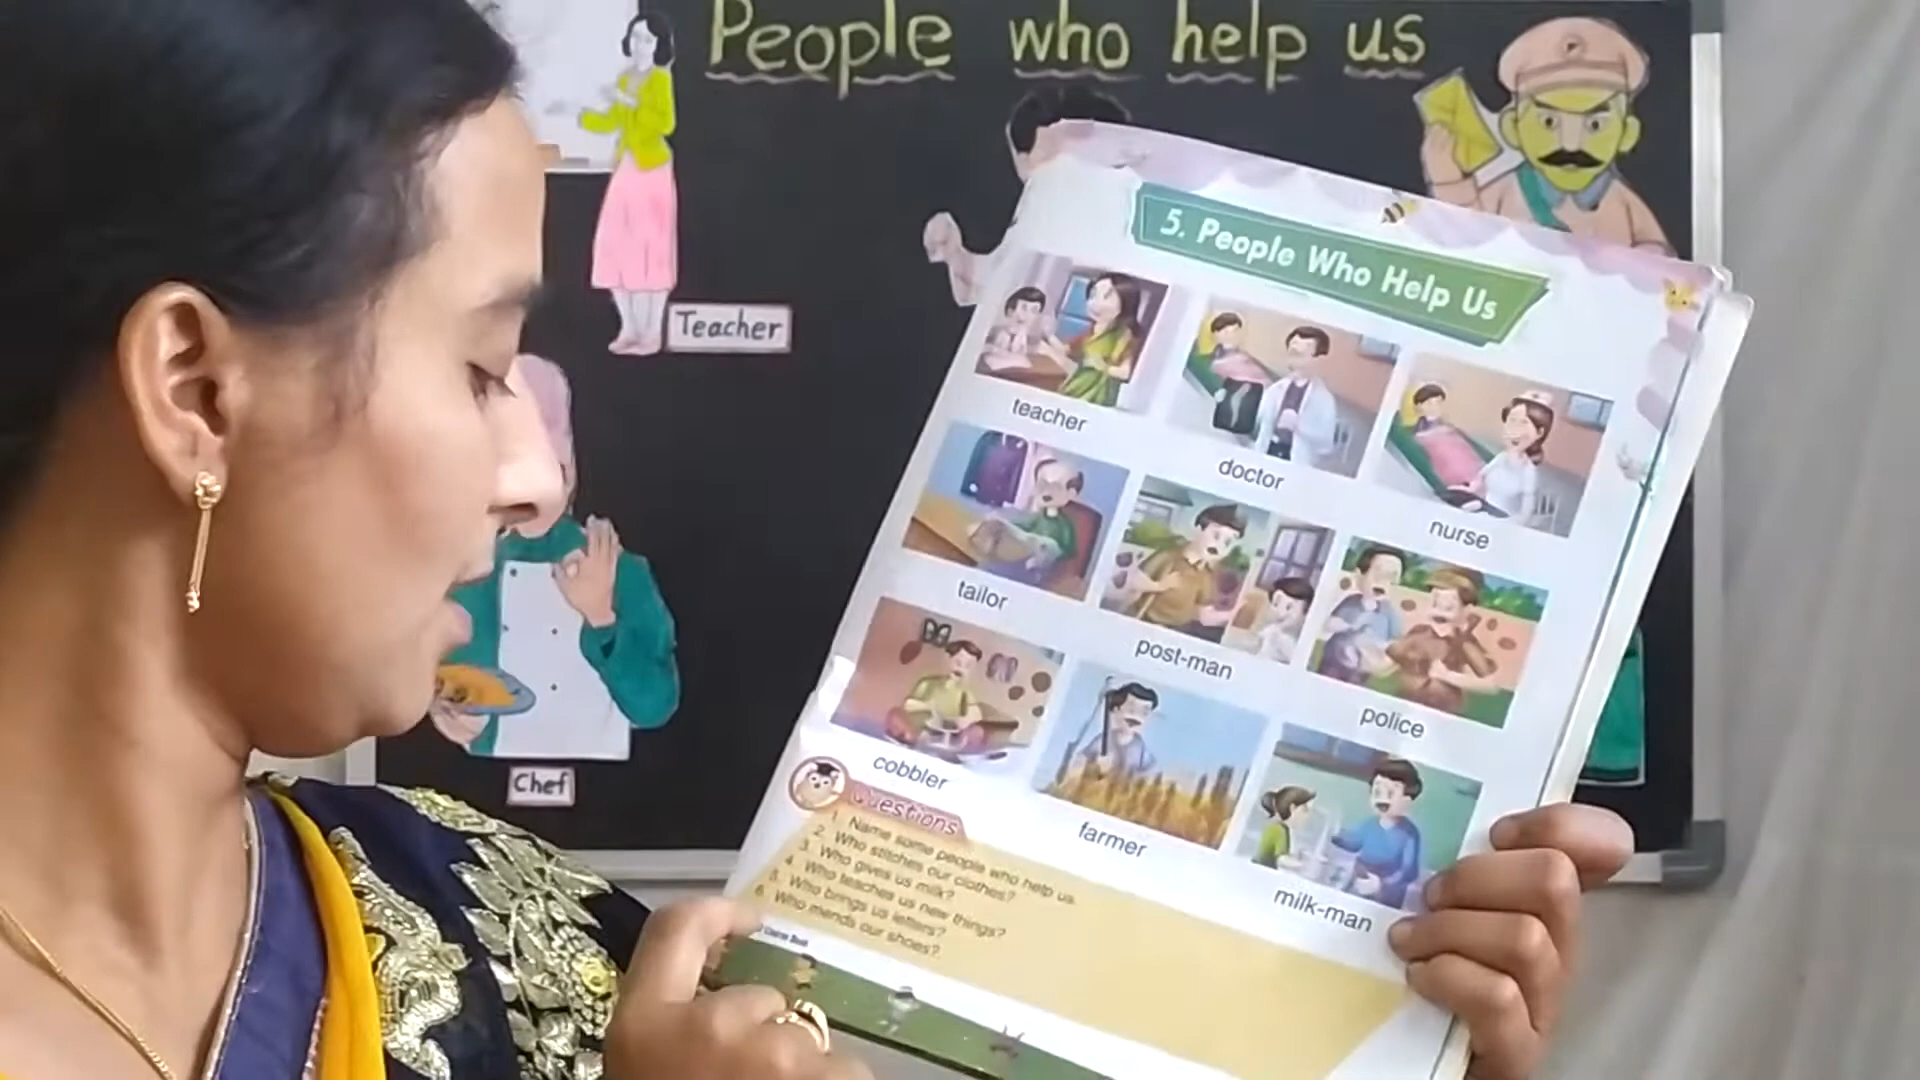 People who help us
Teacher
Chef
5. People Who Help Us
teacher
doctor
nurse
tailor
post-man
police
cobbler
farmer
milk-man
Questions
1. Name some people who help us.
2. Who stitches our clothes?
3. Who gives us milk?
4. Who teaches us new things?
5. Who brings us letters?
6. Who mends our shoes?
Course Book